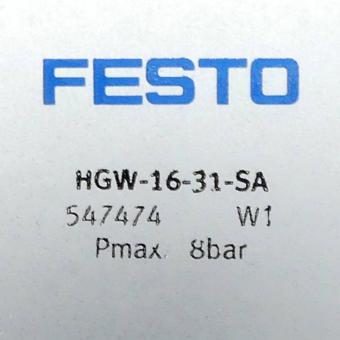 FESTO
HGW-16-31-SA
547474 W1
Pmax. 8bar